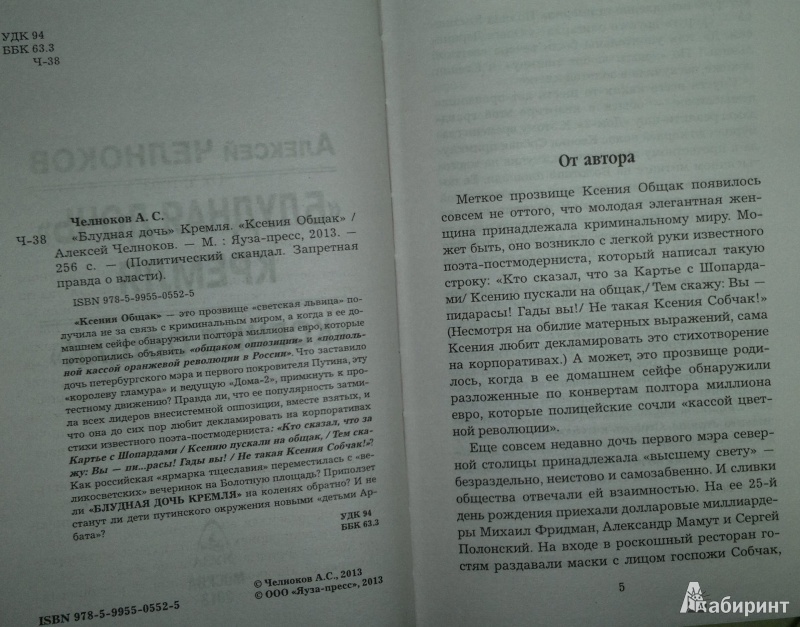 УДК 94
ББК 63.3
Ч-38
Челноков А. С.
Ч-38 «Блудная дочь» Кремля. «Ксения Общак» /
Алексей Челноков. — М. : Яуза-пресс, 2013. —
256 с. — (Политический скандал. Запретная
правда о власти).
ISBN 978-5-9955-0552-5
«Ксения Общак» — это прозвище «светская львица» по-
лучила не за связь с криминальным миром, а когда в ее до-
машнем сейфе обнаружили полтора миллиона евро, которые
поторопились объявить «общаком оппозиции» и «подполь-
ной кассой оранжевой революции в России». Что заставило
дочь петербургского мэра и первого покровителя Путина, эту
«королеву гламура» и ведущую «Дома-2», примкнуть к про-
тестному движению? Правда ли, что ее популярность затми-
ла всех лидеров внесистемной оппозиции, вместе взятых, и
что она до сих пор любит декламировать на корпоративах
стихи известного поэта-постмодерниста: «Кто сказал, что за
Картье с Шопардами / Ксению пускали на общак, / Тем ска-
жу: Вы — пи...расы! Гады вы! / Не такая Ксения Собчак!»?
Как российская «ярмарка тщеславия» переместилась с «ве-
ликосветских» вечеринок на Болотную площадь? Приползет
ли «БЛУДНАЯ ДОЧЬ КРЕМЛЯ» на коленях обратно? И не
станут ли дети путинского окружения новыми «детьми Ар-
бата»?
УДК 94
ББК 63.3
© Челноков А.С., 2013
© ООО «Яуза-пресс», 2013
ISBN 978-5-9955-0552-5
От автора
Меткое прозвище Ксения Общак появилось
совсем не оттого, что молодая элегантная жен-
щина принадлежала криминальному миру. Мо-
жет быть, оно возникло с легкой руки известного
поэта-постмодерниста, который написал такую
строку: «Кто сказал, что за Картье с Шопарда-
ми/ Ксению пускали на общак,/ Тем скажу: Вы —
пидарасы! Гады вы!/ Не такая Ксения Собчак!»
(Несмотря на обилие матерных выражений, сама
Ксения любит декламировать это стихотворение
на корпоративах.) А может, это прозвище роди-
лось, когда в ее домашнем сейфе обнаружили
разложенные по конвертам полтора миллиона
евро, которые полицейские сочли «кассой цвет-
ной революции».
Еще совсем недавно дочь первого мэра север-
ной столицы принадлежала «высшему свету» —
безраздельно, неистово и самозабвенно. И сливки
общества отвечали ей взаимностью. На ее 25-й
день рождения приехали долларовые миллиарде-
ры Михаил Фридман, Александр Мамут и Сергей
Полонский. На входе в роскошный ресторан го-
стям раздавали маски с лицом госпожи Собчак,
5
Лабиринт